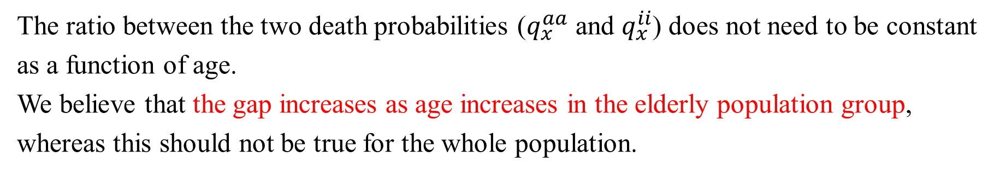 The ratio between the two death probabilities ($q_x^{aa}$ and $q_x^{ii}$) does not need to be constant
as a function of age.
We believe that the gap increases as age increases in the elderly population group,
whereas this should not be true for the whole population.